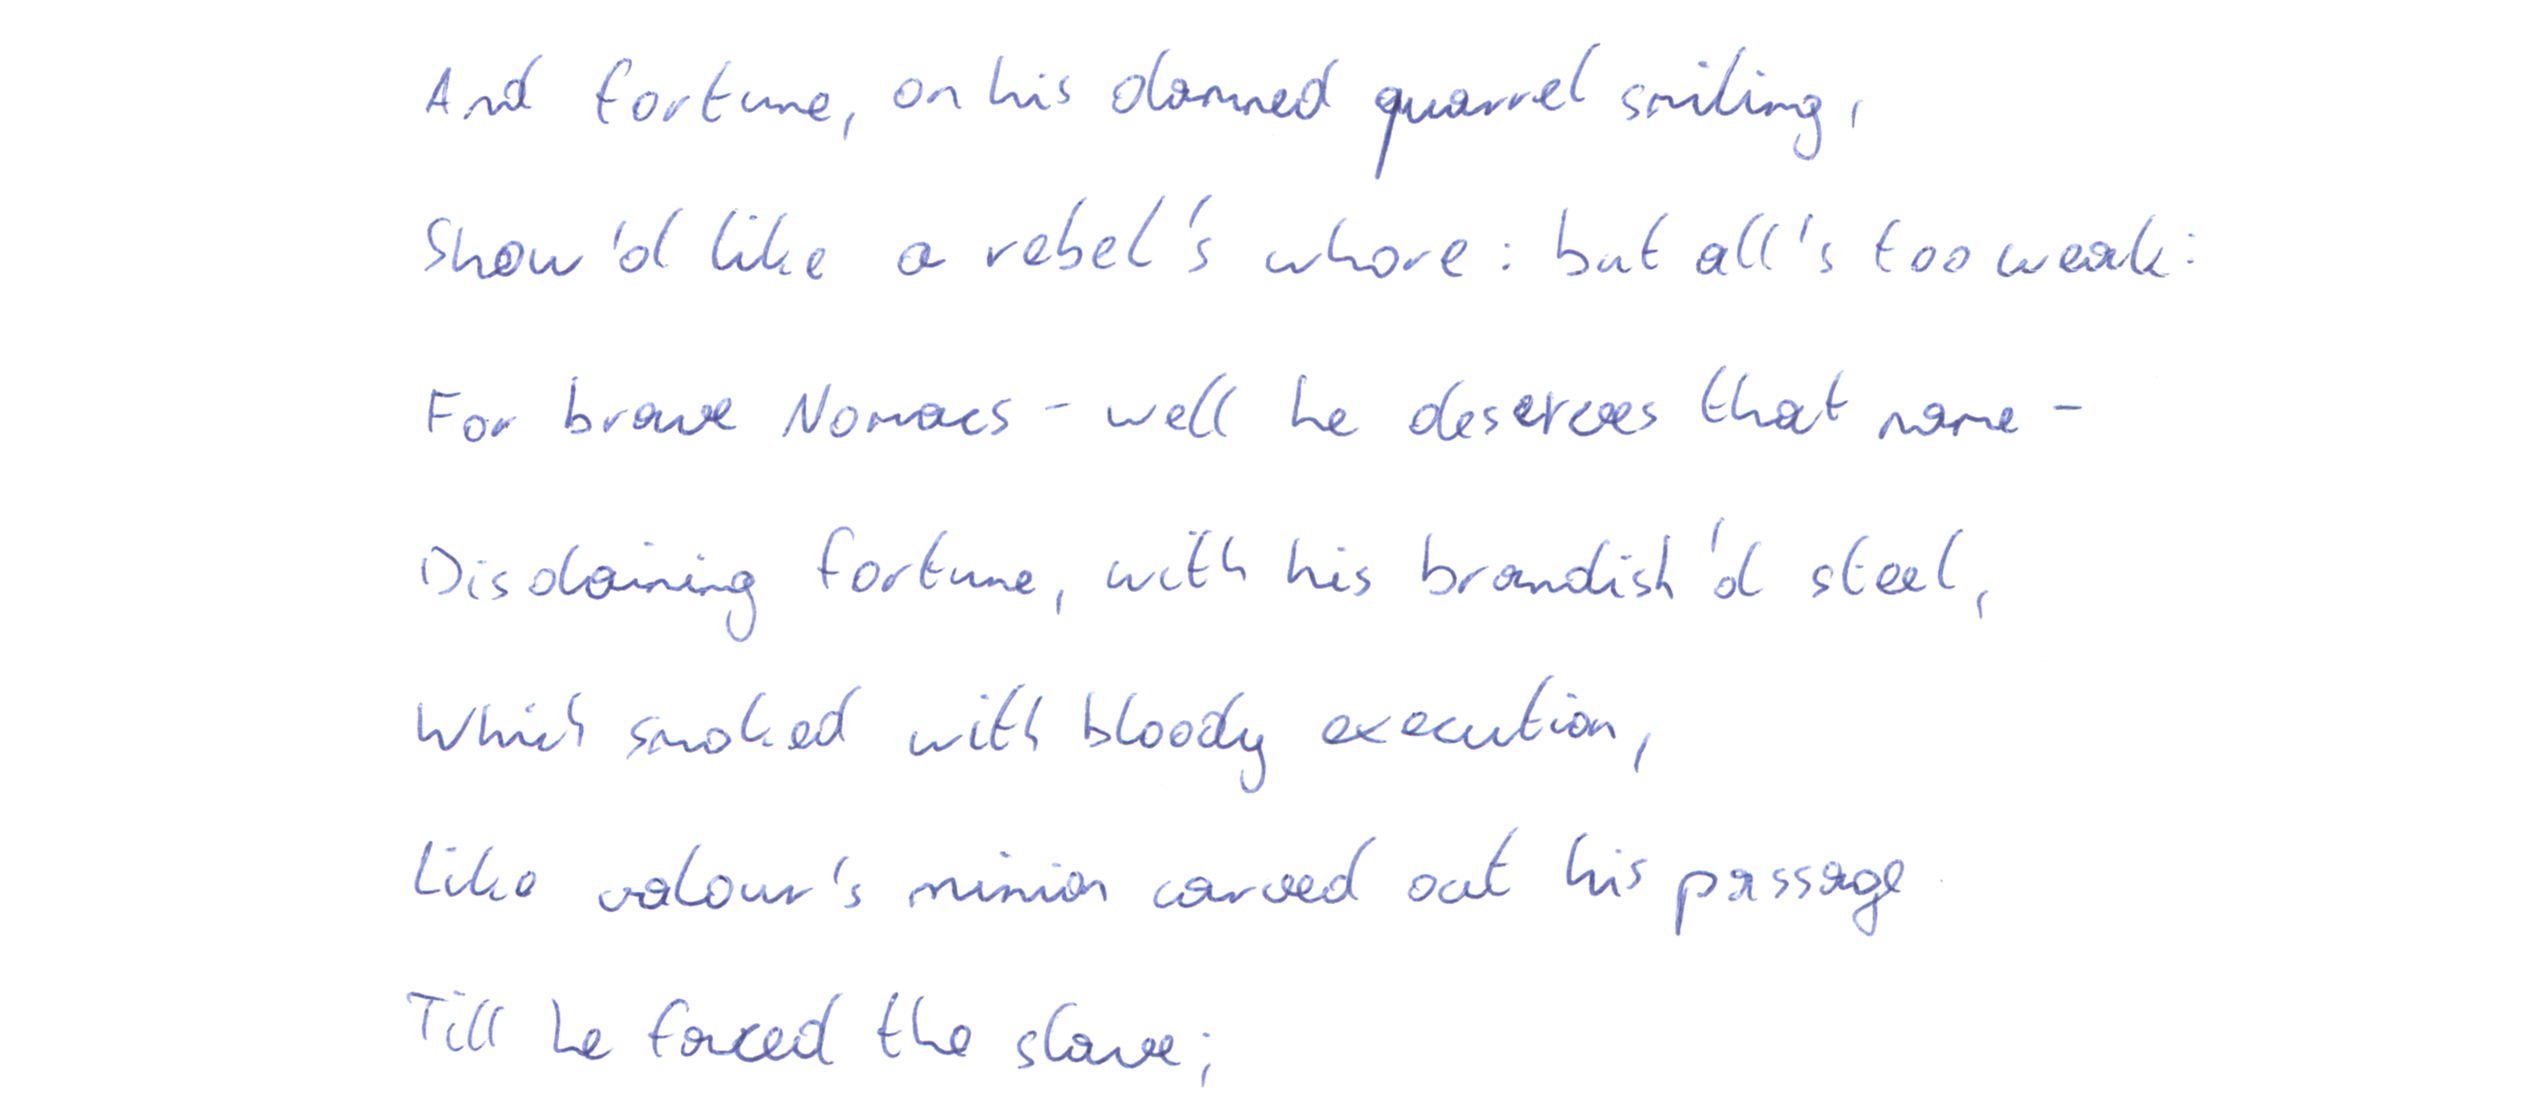 And fortune, on his damned quarrel smiling,
Show'd like a rebel's whore: but all's too weak:
For brave Nomacs - well he deserves that name -
Disdaining fortune, with his brandish'd steel,
Which smoked with bloody execution,
Like valour's minion carved out his passage
Till he faced the slave;